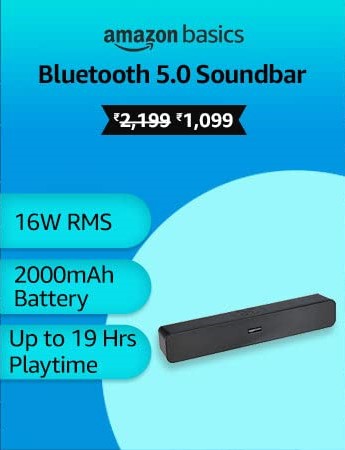 amazon basics
Bluetooth 5.0 Soundbar
₹2,199 ₹1,099
16W RMS
2000mAh
Battery
Up to 19 Hrs
Playtime